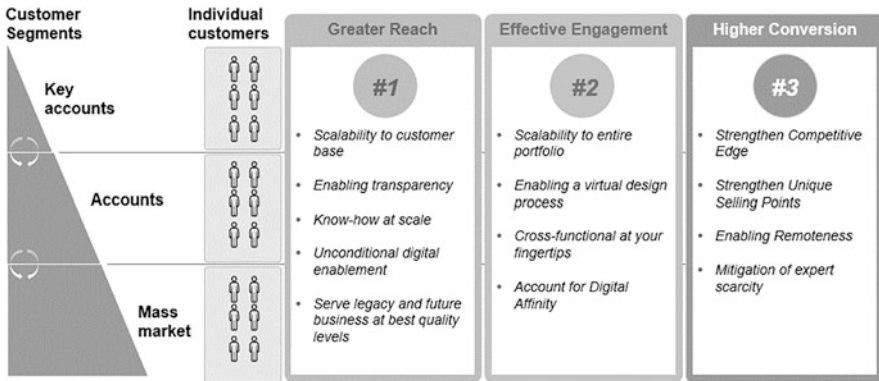 Customer
Segments
Individual
customers
Key
accounts
Accounts
Mass
market
Greater Reach
#1
• Scalability to customer
base
• Enabling transparency
• Know-how at scale
• Unconditional digital
enablement
• Serve legacy and future
business at best quality
levels
Effective Engagement
#2
• Scalability to entire
portfolio
• Enabling a virtual design
process
• Cross-functional at your
fingertips
• Account for Digital
Affinity
Higher Conversion
#3
• Strengthen Competitive
Edge
• Strengthen Unique
Selling Points
• Enabling Remoteness
• Mitigation of expert
scarcity